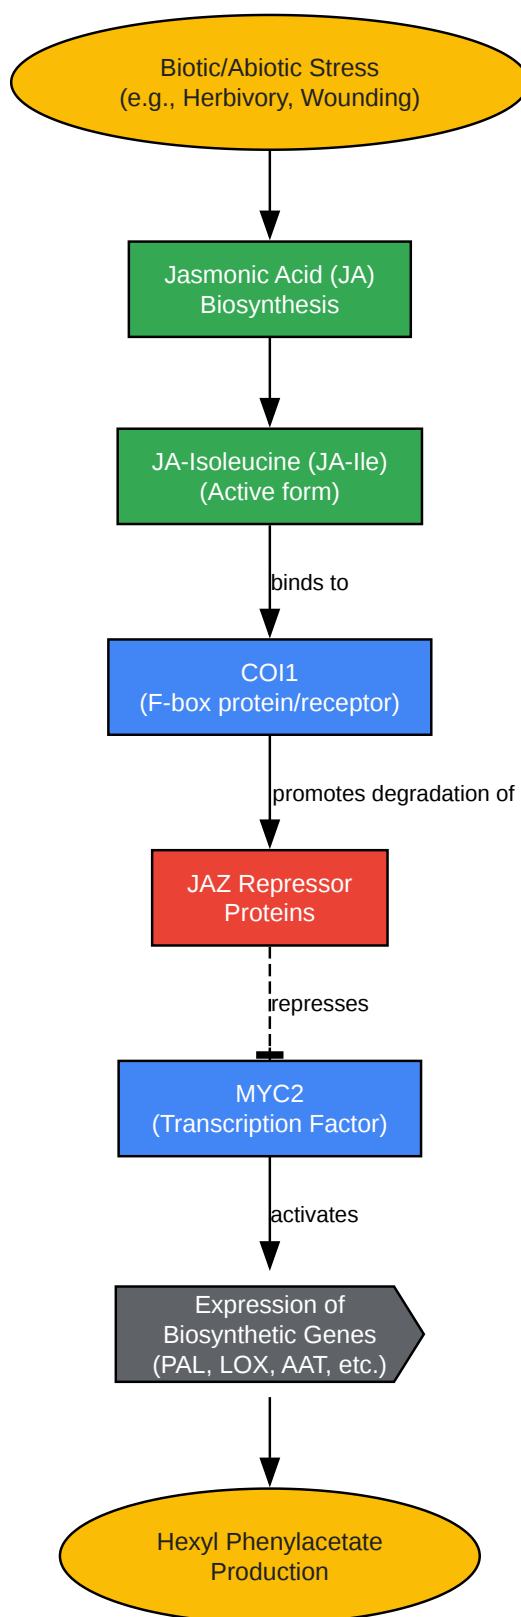 Biotic/Abiotic Stress
(e.g., Herbivory, Wounding)
Jasmonic Acid (JA)
Biosynthesis
JA-Isoleucine (JA-Ile)
(Active form)
binds to
COI1
(F-box protein/receptor)
promotes degradation of
JAZ Repressor
Proteins
represses
MYC2
(Transcription Factor)
activates
Expression of
Biosynthetic Genes
(PAL, LOX, AAT, etc.)
Hexyl Phenylacetate
Production